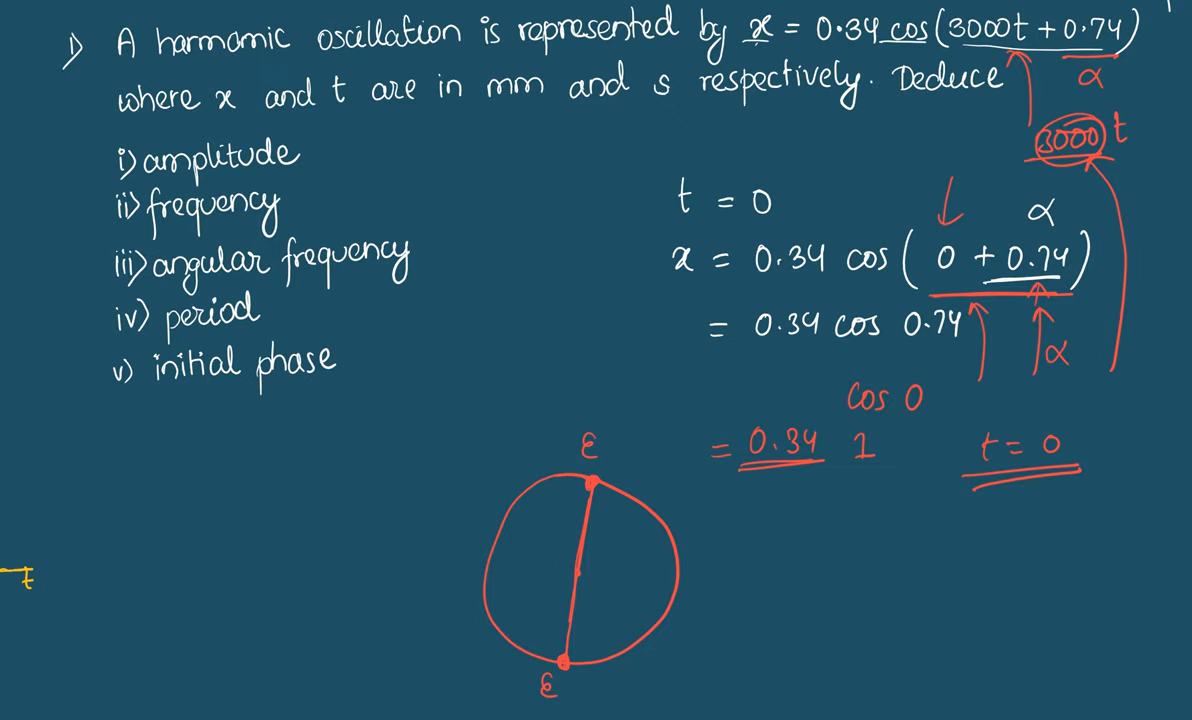 1) A harmomic oscillation is represented by x = 0.34 cos (3000t + 0.74)
where x and t are in mm and s respectively. Deduce
α
3000 t
i) amplitude
ii) frequency
iii) angular frequency
iv) period
v) initial phase
t = 0
α
x = 0.34 cos ( 0 + 0.74 )
= 0.34 cos 0.74
α
cos 0
= 0.34 1
t = 0
ε
ε
t